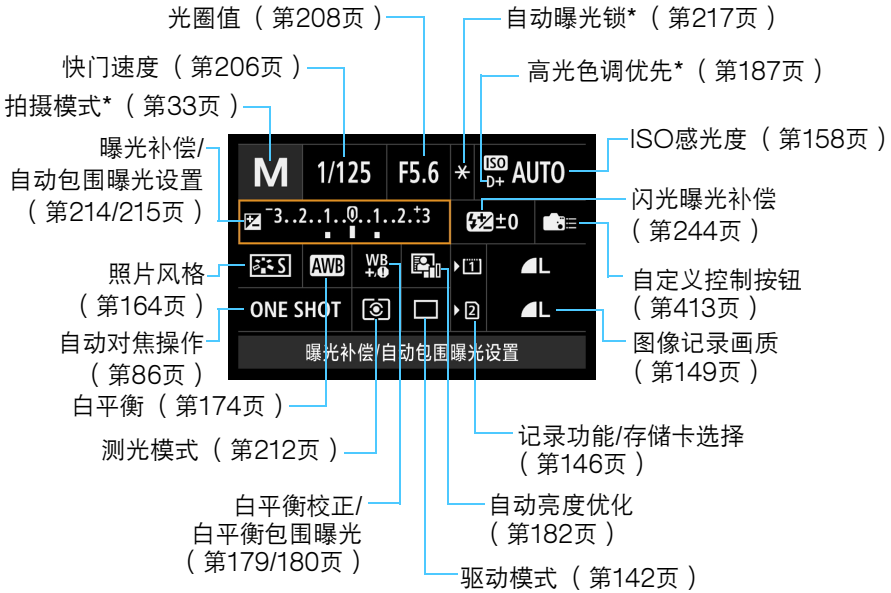 光圈值（第208页）
自动曝光锁*（第217页）
快门速度（第206页）
高光色调优先*（第187页）
拍摄模式*（第33页）
ISO感光度（第158页）
曝光补偿/
自动包围曝光设置
（第214/215页）
闪光曝光补偿
（第244页）
照片风格
（第164页）
自定义控制按钮
（第413页）
自动对焦操作
（第86页）
图像记录画质
（第149页）
白平衡（第174页）
测光模式（第212页）
记录功能/存储卡选择
（第146页）
白平衡校正/
白平衡包围曝光
（第179/180页）
自动亮度优化
（第182页）
驱动模式（第142页）
M 1/125 F5.6 * ISO D+ AUTO
-3..2..1..0..1..2.+3 ±0
S AWB WB +/- 1 L
ONE SHOT 2 L
曝光补偿/自动包围曝光设置